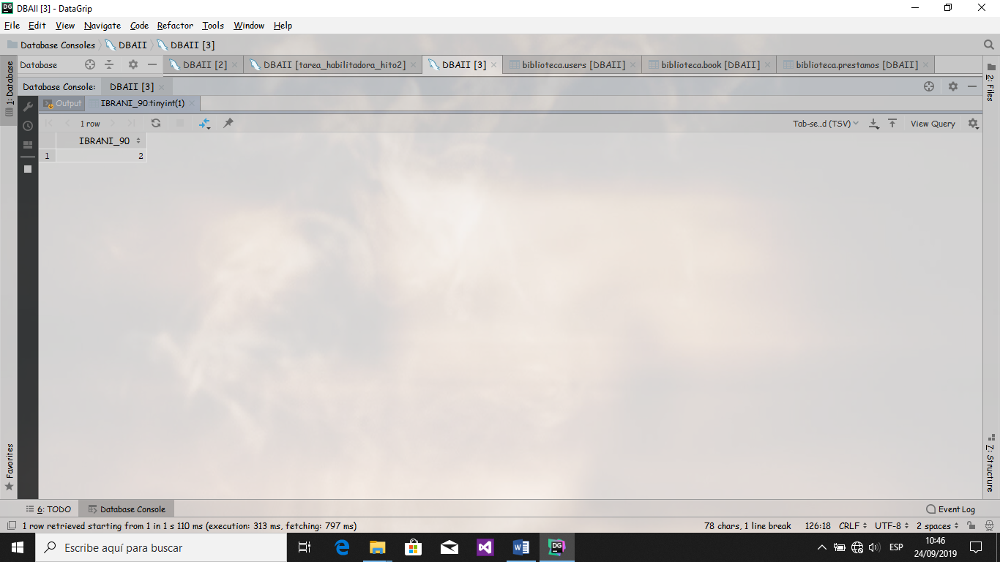 DG DBAII [3] - DataGrip
File Edit View Navigate Code Refactor Tools Window Help
Database Consoles DBAII DBAII [3]
Database DBAII [2] DBAII [tarea_habilitadora_hito2] DBAII [3] biblioteca.users [DBAII] biblioteca.book [DBAII] biblioteca.prestamos [DBAII]
1: Database
2: Files
Database Console: DBAII [3]
Output IBRANI_90:tinyint(1)
1 row Tab-se..d (TSV) View Query
IBRANI_90
1 2
Favorites
7: Structure
6: TODO Database Console Event Log
1 row retrieved starting from 1 in 1 s 110 ms (execution: 313 ms, fetching: 797 ms) 78 chars, 1 line break 126:18 CRLF UTF-8 2 spaces
Escribe aquí para buscar DG ESP 10:46
24/09/2019